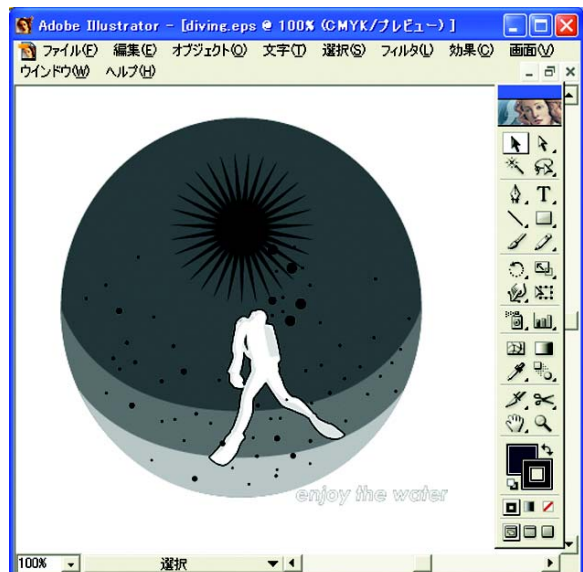 Adobe Illustrator - [diving.eps @ 100% (CMYK/プレビュー)]
ファイル(F) 編集(E) オブジェクト(O) 文字(T) 選択(S) フィルタ(L) 効果(C) 画面(V)
ウインドウ(W) ヘルプ(H)
T
enjoy the water
100% 選択